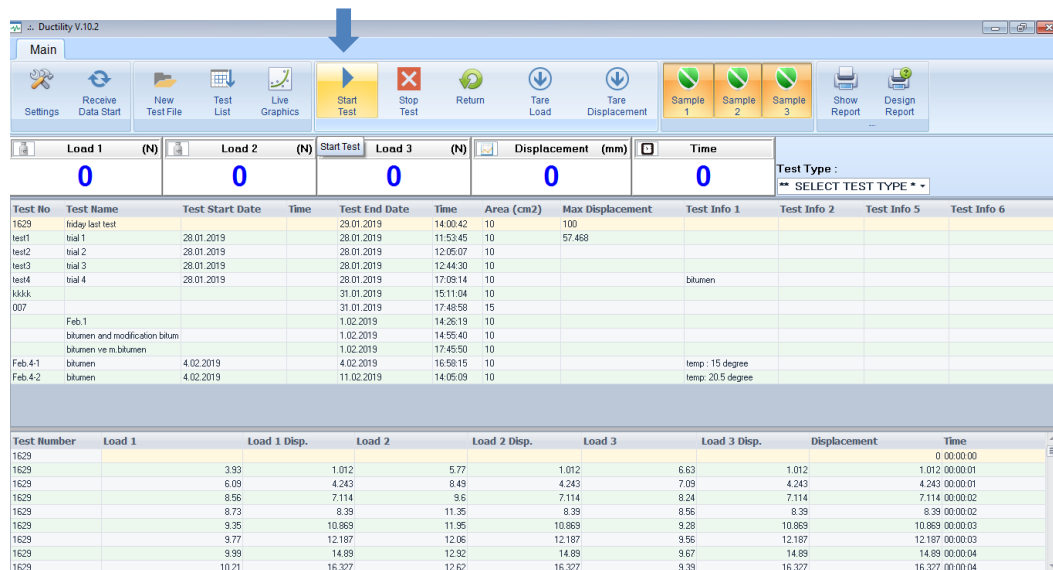 .:. Ductility V.10.2
Main
Settings
Receive Data Start
New Test File
Test List
Live Graphics
Start Test
Stop Test
Return
Tare Load
Tare Displacement
Sample 1
Sample 2
Sample 3
Show Report
Design Report
Load 1 (N) Load 2 (N) Start Test Load 3 (N) Displacement (mm) Time
0 0 0 0 0
Test Type :
** SELECT TEST TYPE *
Test No Test Name Test Start Date Time Test End Date Time Area (cm2) Max Displacement Test Info 1 Test Info 2 Test Info 5 Test Info 6
1629 friday last test 29.01.2019 14:00:42 10 100
test1 trial 1 28.01.2019 28.01.2019 11:53:45 10 57.468
test2 trial 2 28.01.2019 28.01.2019 12:05:07 10
test3 trial 3 28.01.2019 28.01.2019 12:44:30 10
test4 trial 4 28.01.2019 28.01.2019 17:09:14 10 bitumen
kkkk 31.01.2019 15:11:04 10
007 31.01.2019 17:48:58 15
Feb.1 1.02.2019 14:26:19 10
bitumen and modification bitum 1.02.2019 14:55:40 10
bitumen ve m.bitumen 1.02.2019 17:45:50 10
Feb.4-1 bitumen 4.02.2019 4.02.2019 16:58:15 10 temp : 15 degree
Feb.4-2 bitumen 4.02.2019 11.02.2019 14:05:09 10 temp: 20.5 degree
Test Number Load 1 Load 1 Disp. Load 2 Load 2 Disp. Load 3 Load 3 Disp. Displacement Time
1629 0 00:00:00
1629 3.93 1.012 5.77 1.012 6.63 1.012 1.012 00:00:01
1629 6.09 4.243 8.49 4.243 7.09 4.243 4.243 00:00:01
1629 8.56 7.114 9.6 7.114 8.24 7.114 7.114 00:00:02
1629 8.73 8.39 11.35 8.39 8.56 8.39 8.39 00:00:02
1629 9.35 10.869 11.95 10.869 9.28 10.869 10.869 00:00:03
1629 9.77 12.187 12.06 12.187 9.56 12.187 12.187 00:00:03
1629 9.99 14.89 12.92 14.89 9.67 14.89 14.89 00:00:04
1629 10.21 16.327 12.62 16.327 9.39 16.327 16.327 00:00:04